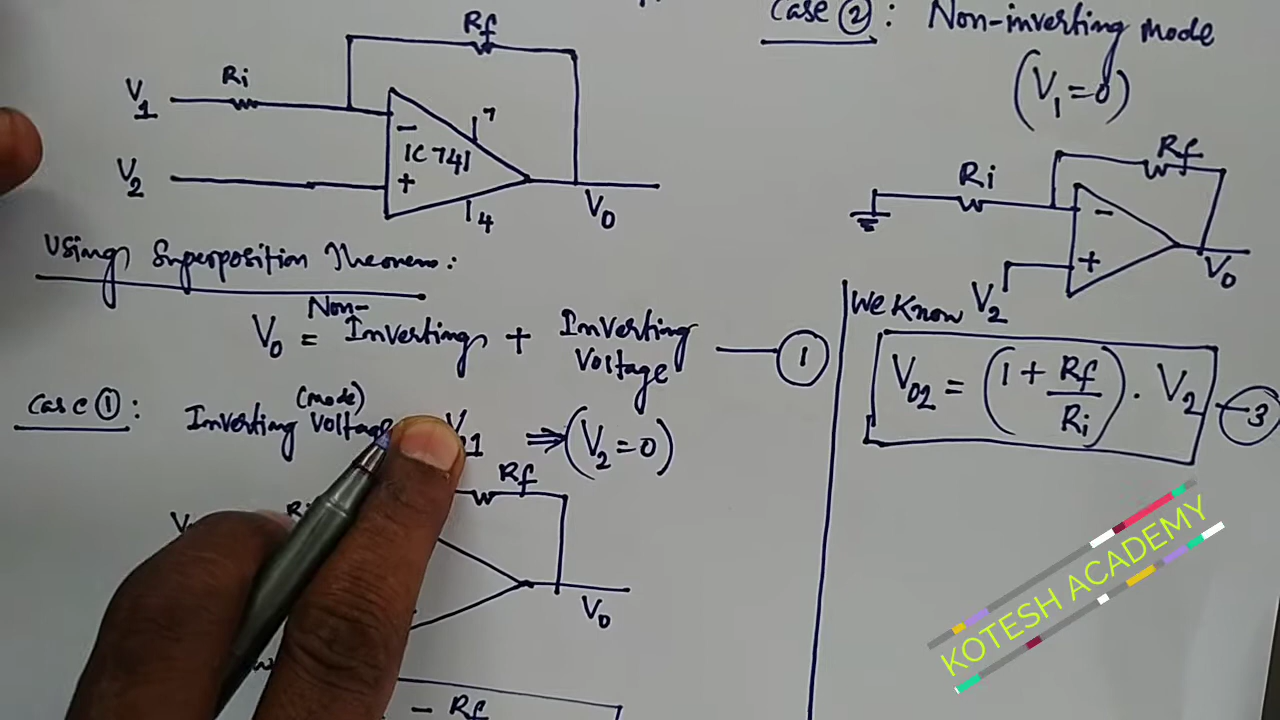 Rf
Ri
V1
7
−
IC 741
V2
+
4
V0
Using Superposition Theorem:
V0 = Non-Inverting + Inverting Voltage — 1
Case ①: Inverting Voltage (mode)
⇒ (V2 = 0)
Rf
V0
− Rf
Case ②: Non-inverting mode
(V1 = 0)
Rf
Ri
−
+
V2
V0
We Know
V02 = (1 + Rf/Ri) . V2 — 3
KOTESH ACADEMY